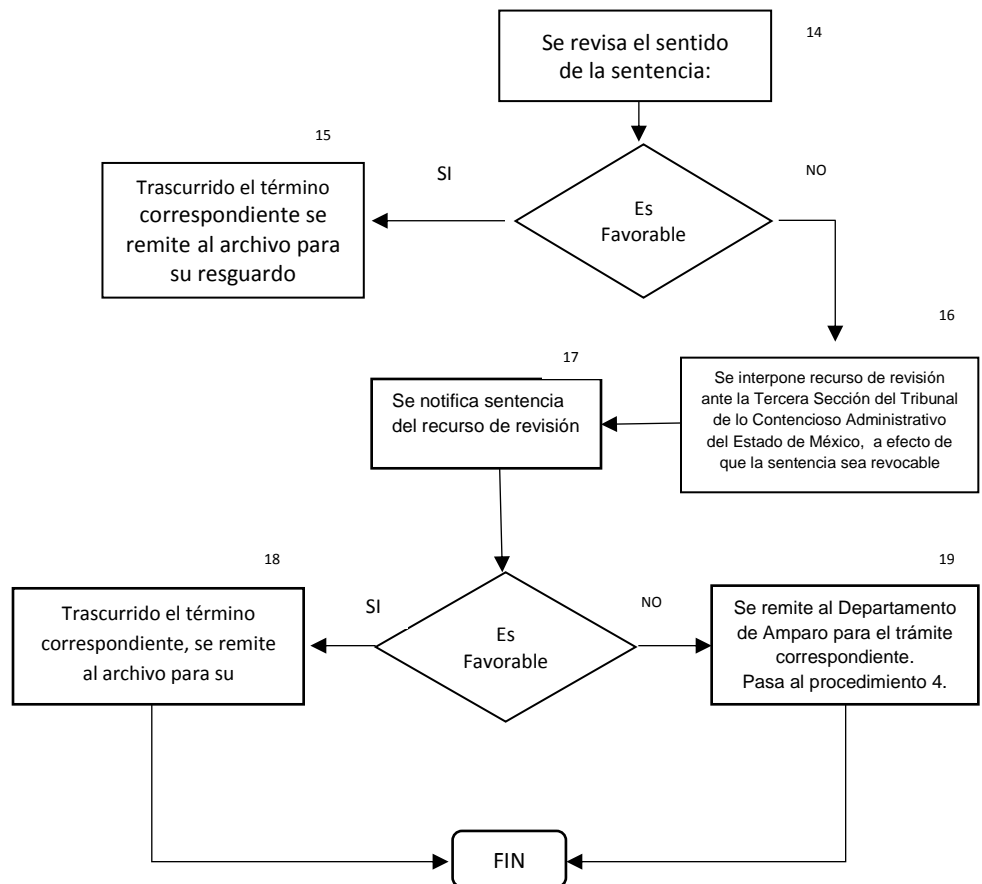 14
Se revisa el sentido
de la sentencia:
15
SI
NO
Trascurrido el término
correspondiente se
remite al archivo para
su resguardo
Es
Favorable
16
17
Se interpone recurso de revisión
ante la Tercera Sección del Tribunal
de lo Contencioso Administrativo
del Estado de México, a efecto de
que la sentencia sea revocable
Se notifica sentencia
del recurso de revisión
18
19
Trascurrido el término
correspondiente, se remite
al archivo para su
SI
Es
Favorable
NO
Se remite al Departamento
de Amparo para el trámite
correspondiente.
Pasa al procedimiento 4.
FIN